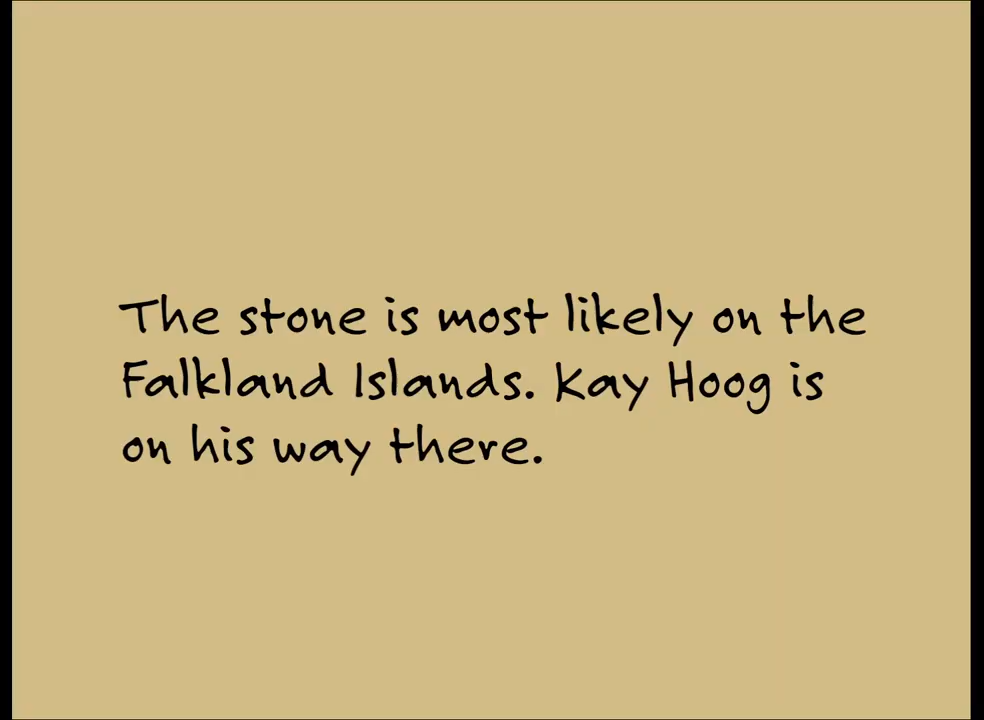 The stone is most likely on the
Falkland Islands. Kay Hoog is
on his way there.